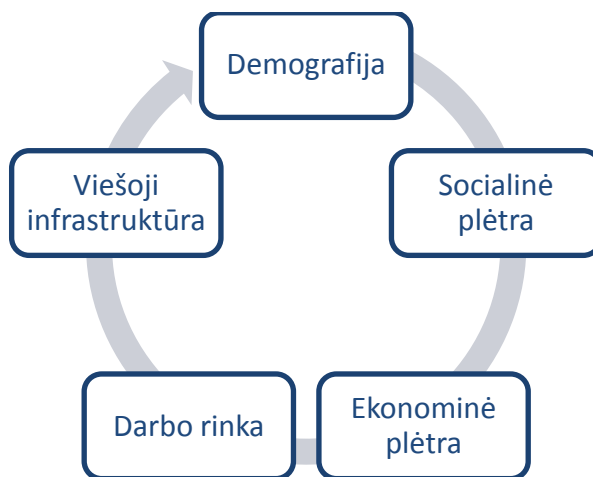 Demografija
Socialinė
plėtra
Ekonominė
plėtra
Darbo rinka
Viešoji
infrastruktūra